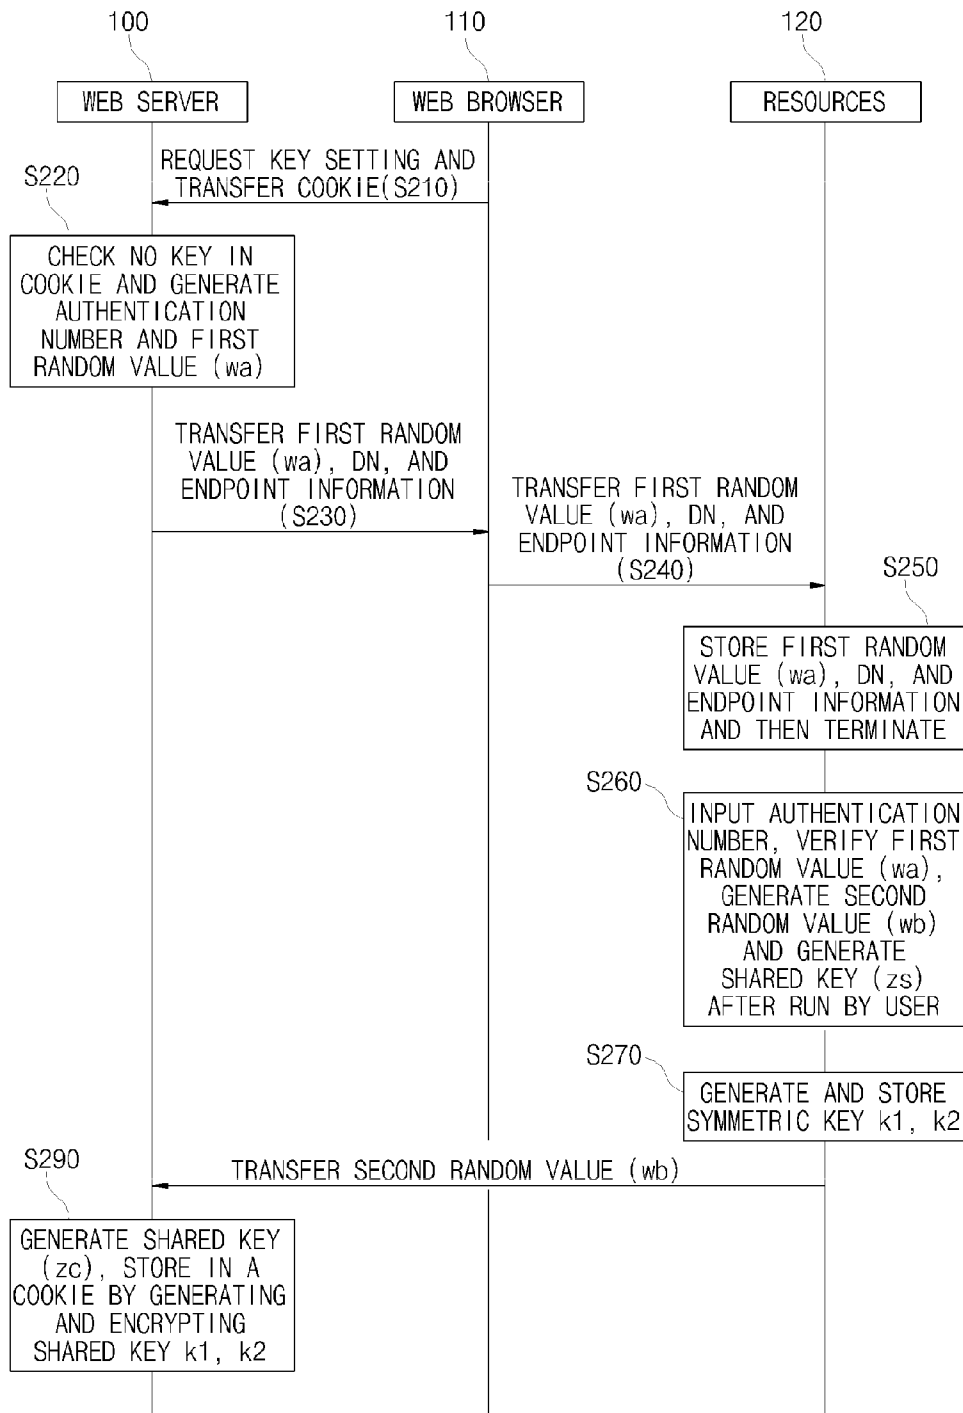 100
110
120
WEB SERVER
WEB BROWSER
RESOURCES
REQUEST KEY SETTING AND
TRANSFER COOKIE(S210)
S220
CHECK NO KEY IN
COOKIE AND GENERATE
AUTHENTICATION
NUMBER AND FIRST
RANDOM VALUE (wa)
TRANSFER FIRST RANDOM
VALUE (wa), DN, AND
ENDPOINT INFORMATION
(S230)
TRANSFER FIRST RANDOM
VALUE (wa), DN, AND
ENDPOINT INFORMATION
(S240)
S250
STORE FIRST RANDOM
VALUE (wa), DN, AND
ENDPOINT INFORMATION
AND THEN TERMINATE
S260
INPUT AUTHENTICATION
NUMBER, VERIFY FIRST
RANDOM VALUE (wa),
GENERATE SECOND
RANDOM VALUE (wb)
AND GENERATE
SHARED KEY (zs)
AFTER RUN BY USER
S270
GENERATE AND STORE
SYMMETRIC KEY k1, k2
TRANSFER SECOND RANDOM VALUE (wb)
S290
GENERATE SHARED KEY
(zc), STORE IN A
COOKIE BY GENERATING
AND ENCRYPTING
SHARED KEY k1, k2